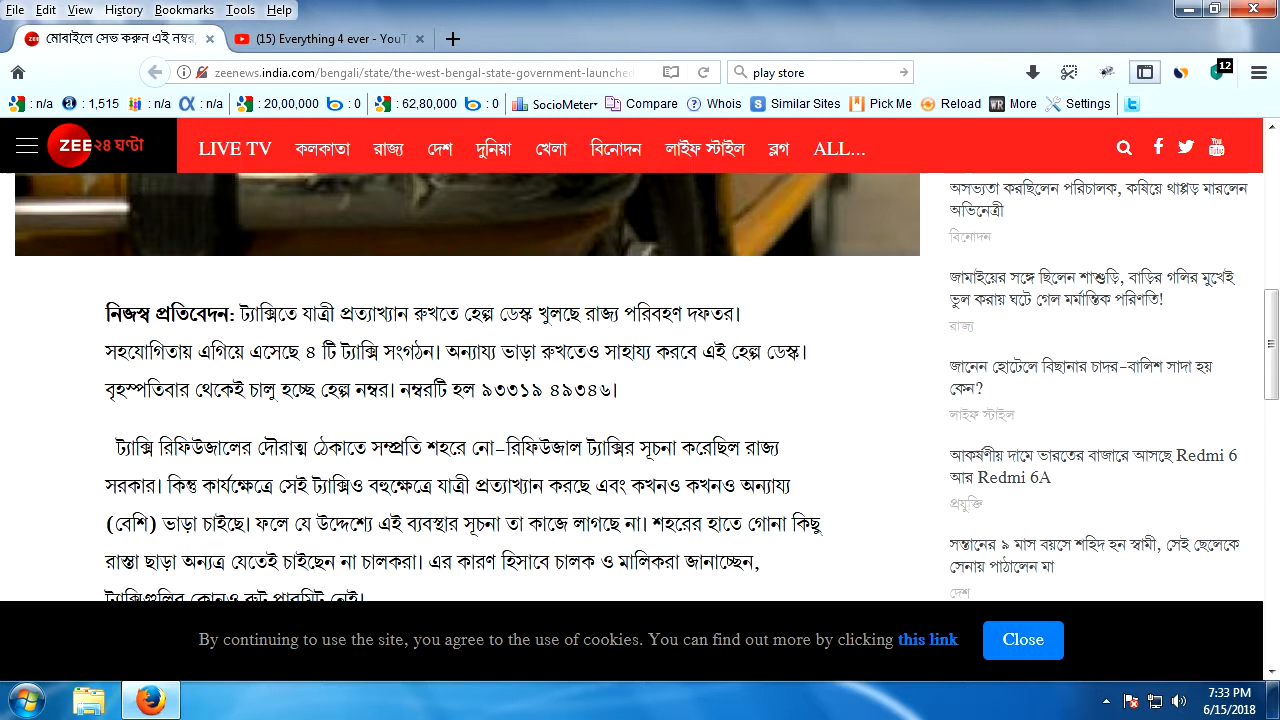 File Edit View History Bookmarks Tools Help
মোবাইলে সেভ করুন এই নম্বর (15) Everything 4 ever - YouT
zeenews.india.com/bengali/state/the-west-bengal-state-government-launched play store 12
: n/a : 1,515 : n/a : n/a : 20,00,000 : 0 : 62,80,000 : 0 SocioMeter Compare Whois Similar Sites Pick Me Reload WR More Settings
ZEE ২৪ ঘণ্টা LIVE TV কলকাতা রাজ্য দেশ দুনিয়া খেলা বিনোদন লাইফ স্টাইল ব্লগ ALL...
নিজস্ব প্রতিবেদন: ট্যাক্সিতে যাত্রী প্রত্যাখ্যান রুখতে হেল্প ডেস্ক খুলছে রাজ্য পরিবহণ দফতর।
সহযোগিতায় এগিয়ে এসেছে ৪ টি ট্যাক্সি সংগঠন। অন্যায্য ভাড়া রুখতেও সাহায্য করবে এই হেল্প ডেস্ক।
বৃহস্পতিবার থেকেই চালু হচ্ছে হেল্প নম্বর। নম্বরটি হল ৯৩৩১৯ ৪৯৩৪৬।
ট্যাক্সি রিফিউজালের দৌরাত্ম ঠেকাতে সম্প্রতি শহরে নো-রিফিউজাল ট্যাক্সির সূচনা করেছিল রাজ্য
সরকার। কিন্তু কার্যক্ষেত্রে সেই ট্যাক্সিও বহুক্ষেত্রে যাত্রী প্রত্যাখ্যান করছে এবং কখনও কখনও অন্যায্য
(বেশি) ভাড়া চাইছে। ফলে যে উদ্দেশ্যে এই ব্যবস্থার সূচনা তা কাজে লাগছে না। শহরের হাতে গোনা কিছু
রাস্তা ছাড়া অন্যত্র যেতেই চাইছেন না চালকরা। এর কারণ হিসাবে চালক ও মালিকরা জানাচ্ছেন,
ট্যাক্সিগুলির কোনও রুট পারমিট নেই।
অসভ্যতা করছিলেন পরিচালক, কষিয়ে থাপ্পড় মারলেন
অভিনেত্রী
বিনোদন
জামাইয়ের সঙ্গে ছিলেন শাশুড়ি, বাড়ির গলির মুখেই
ভুল করায় ঘটে গেল মর্মান্তিক পরিণতি!
রাজ্য
জানেন হোটেলে বিছানার চাদর-বালিশ সাদা হয়
কেন?
লাইফ স্টাইল
আকর্ষণীয় দামে ভারতের বাজারে আসছে Redmi 6
আর Redmi 6A
প্রযুক্তি
সন্তানের ৯ মাস বয়সে শহিদ হন স্বামী, সেই ছেলেকে
সেনায় পাঠালেন মা
দেশ
By continuing to use the site, you agree to the use of cookies. You can find out more by clicking this link Close
7:33 PM
6/15/2018